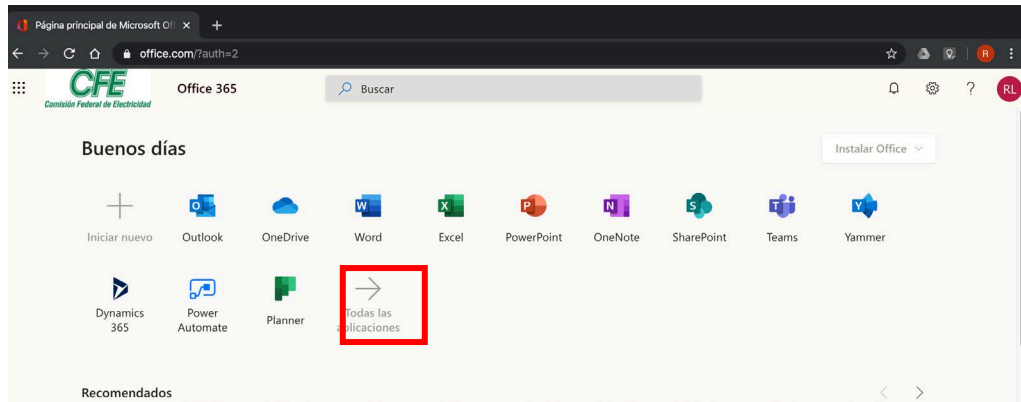 Página principal de Microsoft Of
office.com/?auth=2
R
CFE
Comisión Federal de Electricidad
Office 365
Buscar
?
RL
Buenos días
Instalar Office
Iniciar nuevo
Outlook
OneDrive
Word
Excel
PowerPoint
OneNote
SharePoint
Teams
Yammer
Dynamics
365
Power
Automate
Planner
Todas las
aplicaciones
Recomendados